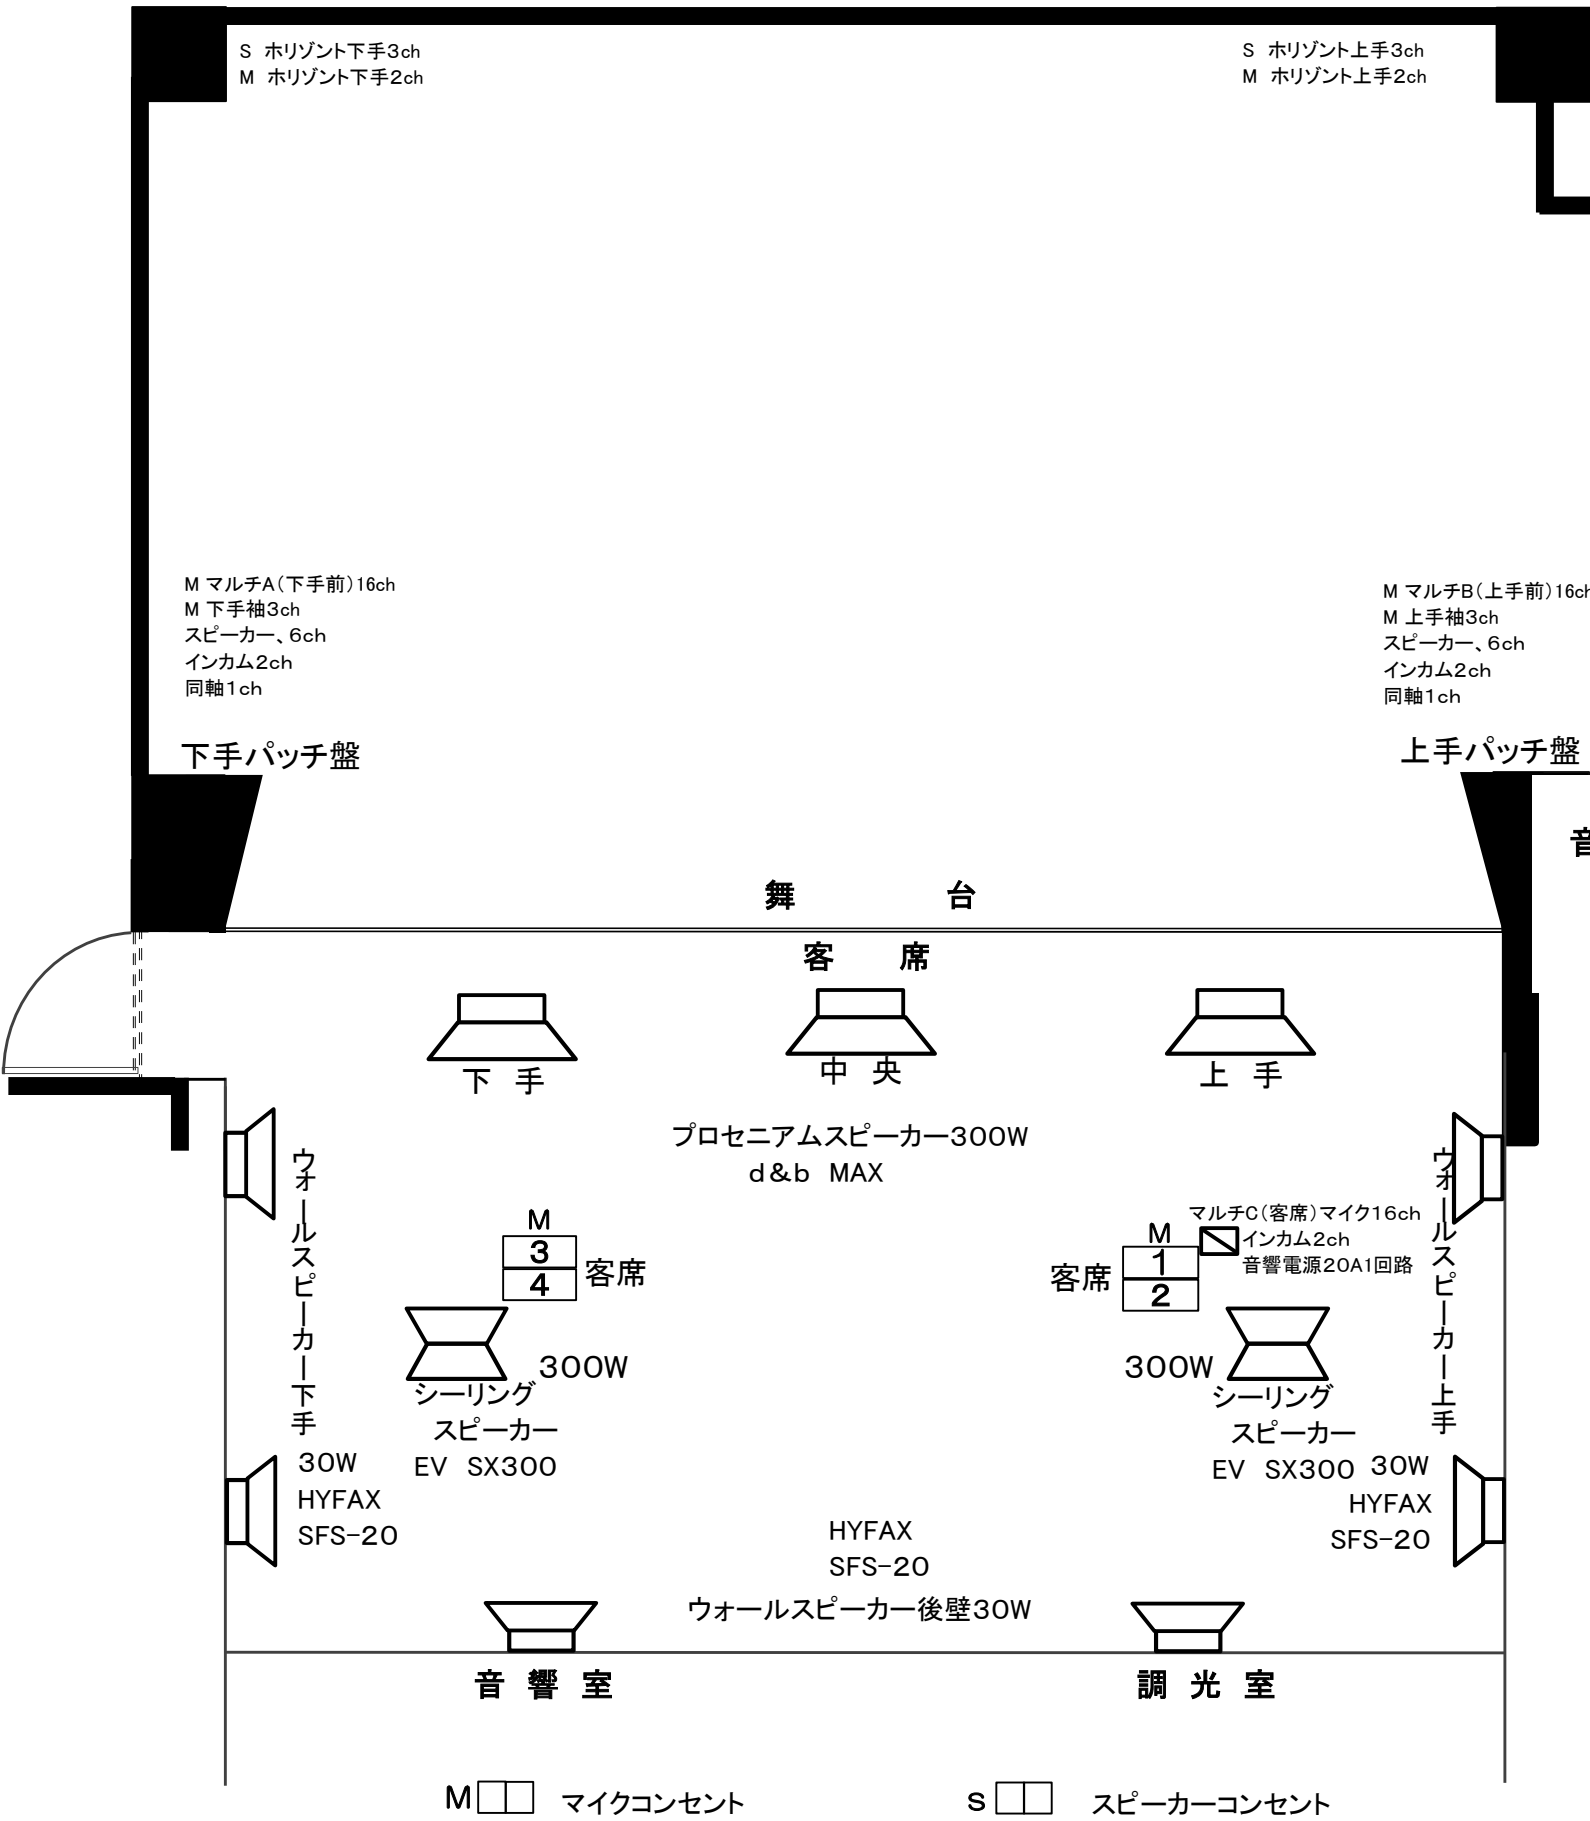 S ホリゾント下手3ch
M ホリゾント下手2ch
S ホリゾント上手3ch
M ホリゾント上手2ch
M マルチA（下手前）16ch
M 下手袖3ch
スピーカー、6ch
インカム2ch
同軸1ch
下手パッチ盤
M マルチB（上手前）16ch
M 上手袖3ch
スピーカー、6ch
インカム2ch
同軸1ch
上手パッチ盤
音
舞 台
客 席
下 手
中 央
上 手
プロセニアムスピーカー300W
d&b MAX
ウォールスピーカー下手
30W
HYFAX
SFS-20
M
3
4
客席
300W
シーリング
スピーカー
EV SX300
マルチC（客席）マイク16ch
インカム2ch
音響電源20A1回路
M
1
2
客席
300W
シーリング
スピーカー
EV SX300
ウォールスピーカー上手
30W
HYFAX
SFS-20
HYFAX
SFS-20
ウォールスピーカー後壁30W
音 響 室
調 光 室
M マイクコンセント
s スピーカーコンセント